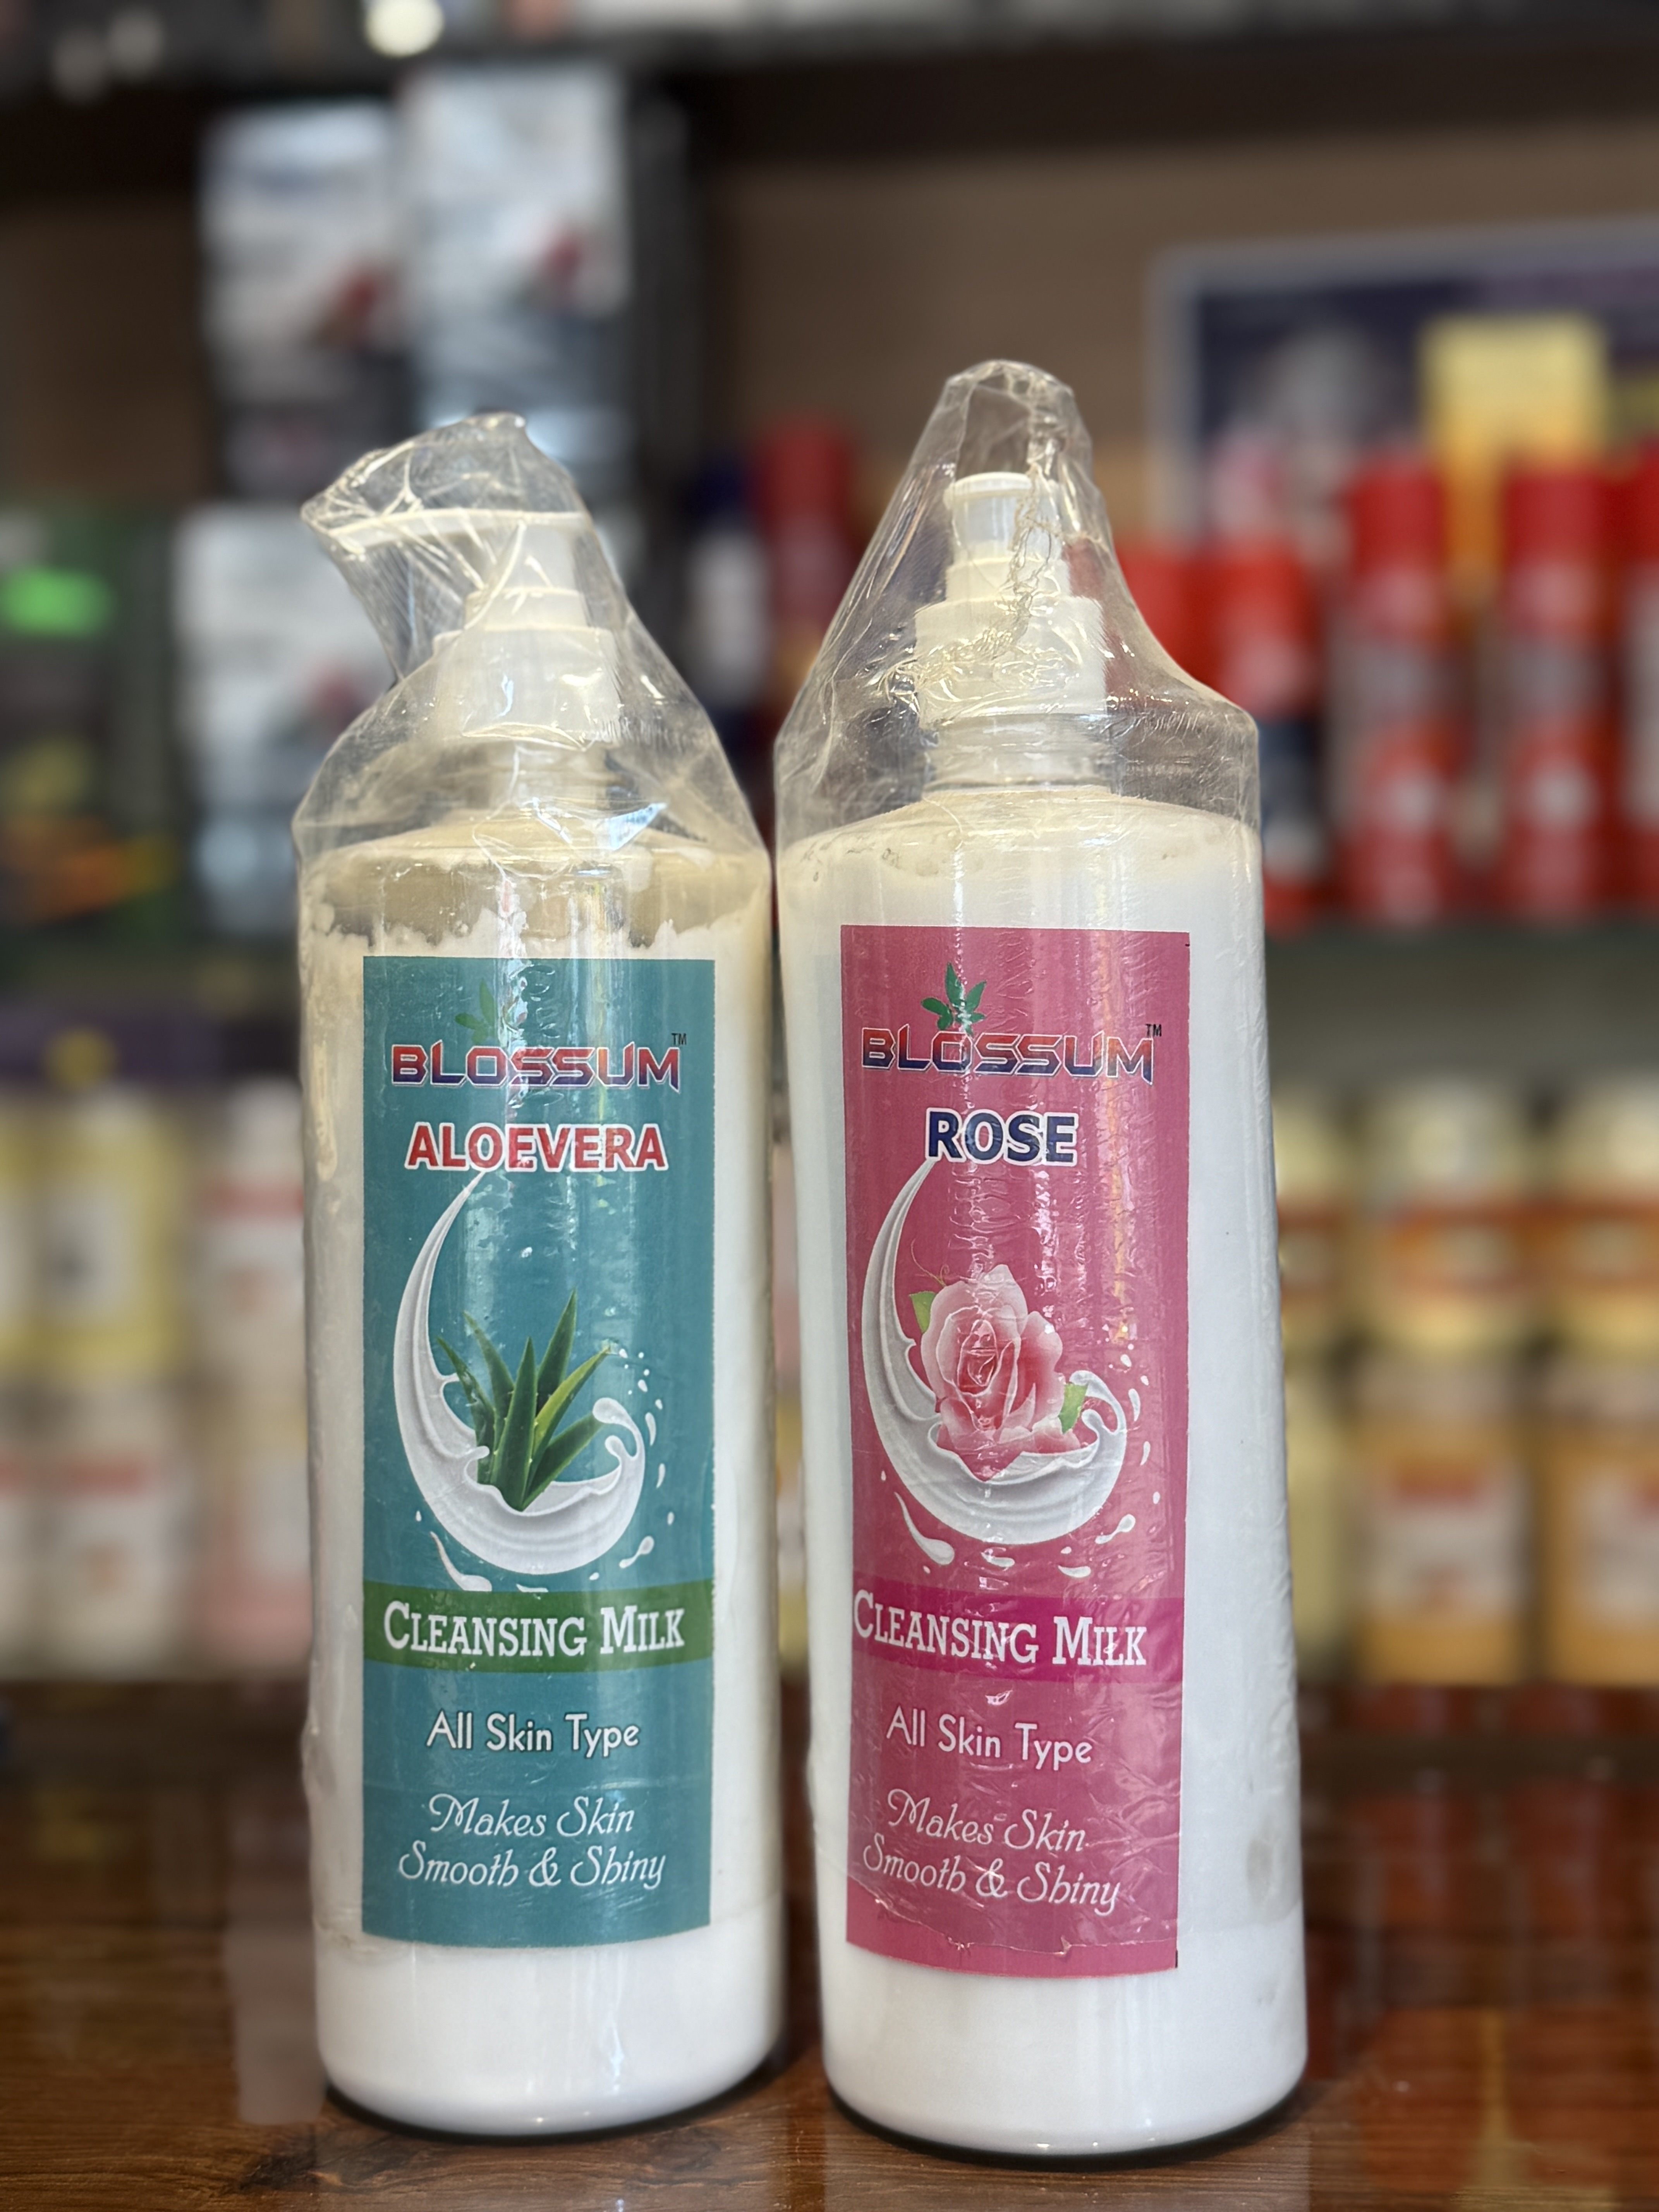 BLOSSUM™
ALOEVERA
CLEANSING MILK
All Skin Type
Makes Skin
Smooth & Shiny
BLOSSUM™
ROSE
CLEANSING MILK
All Skin Type
Makes Skin
Smooth & Shiny